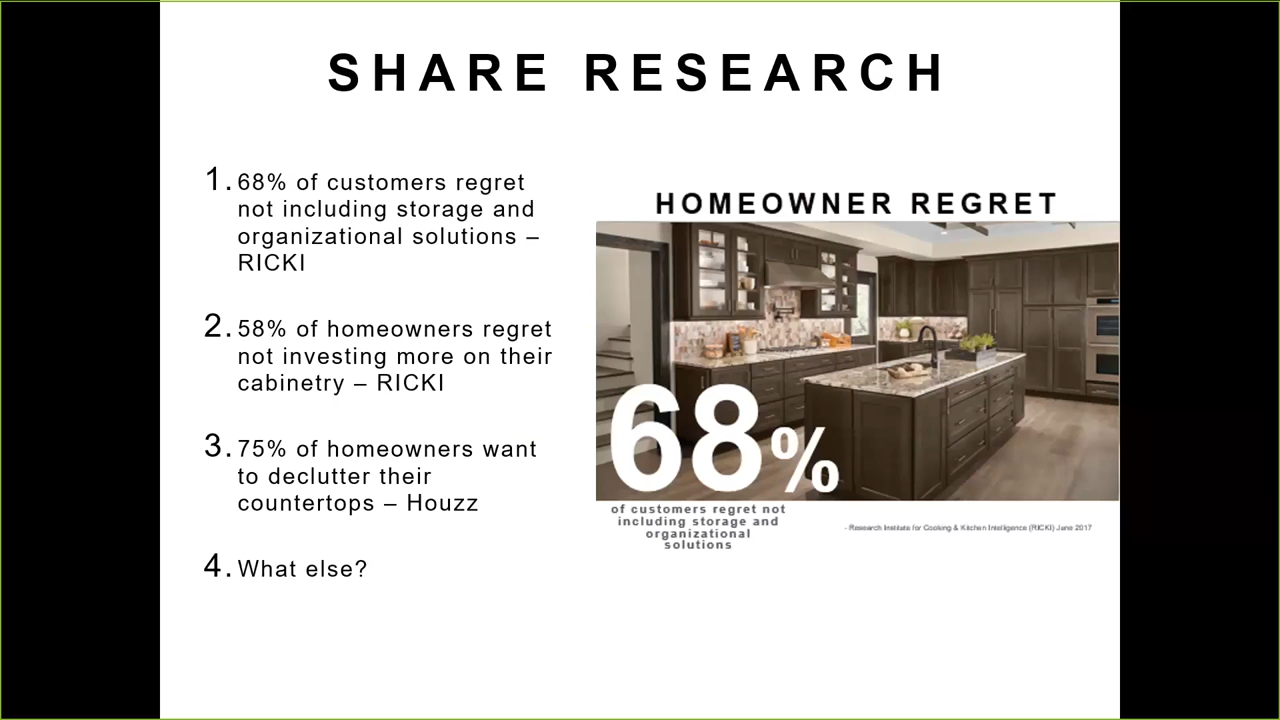 SHARE RESEARCH
1. 68% of customers regret
not including storage and
organizational solutions –
RICKI
2. 58% of homeowners regret
not investing more on their
cabinetry – RICKI
3. 75% of homeowners want
to declutter their
countertops – Houzz
4. What else?
HOMEOWNER REGRET
68%
of customers regret not
including storage and
organizational
solutions
- Research Institute for Cooking & Kitchen Intelligence (RICKI) June 2017